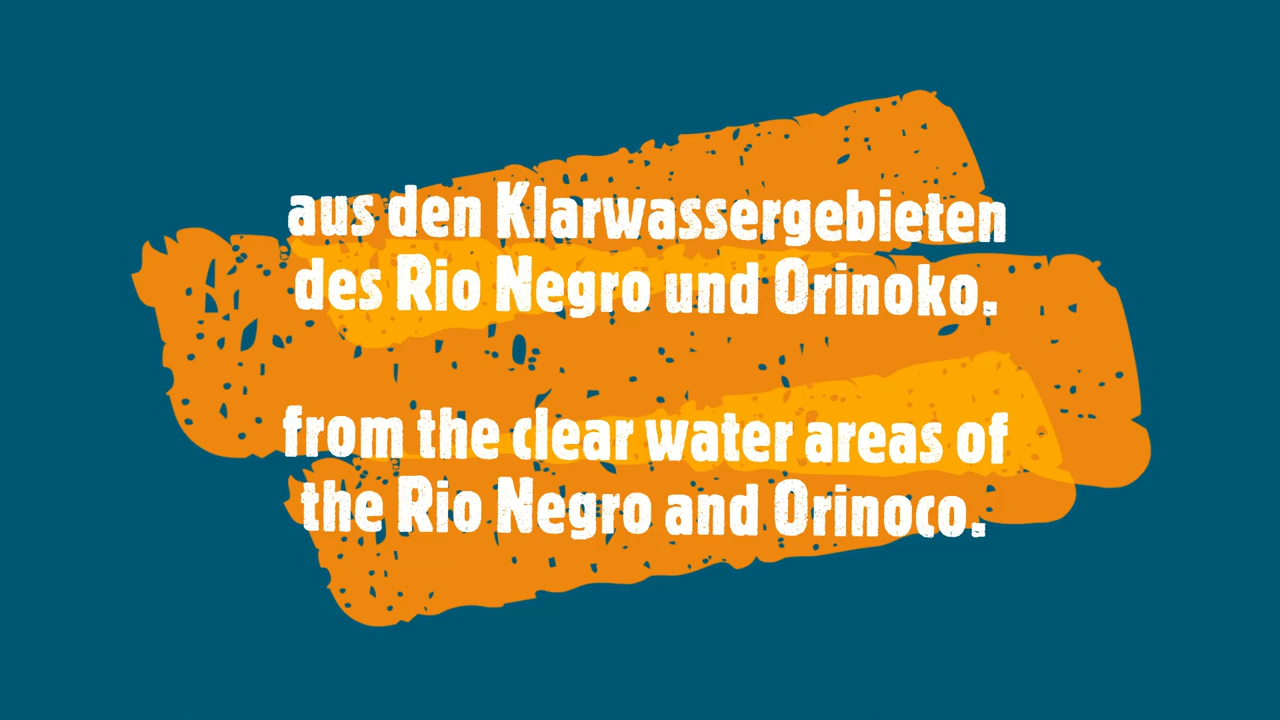 aus den Klarwassergebieten
des Rio Negro und Orinoko.
from the clear water areas of
the Rio Negro and Orinoco.